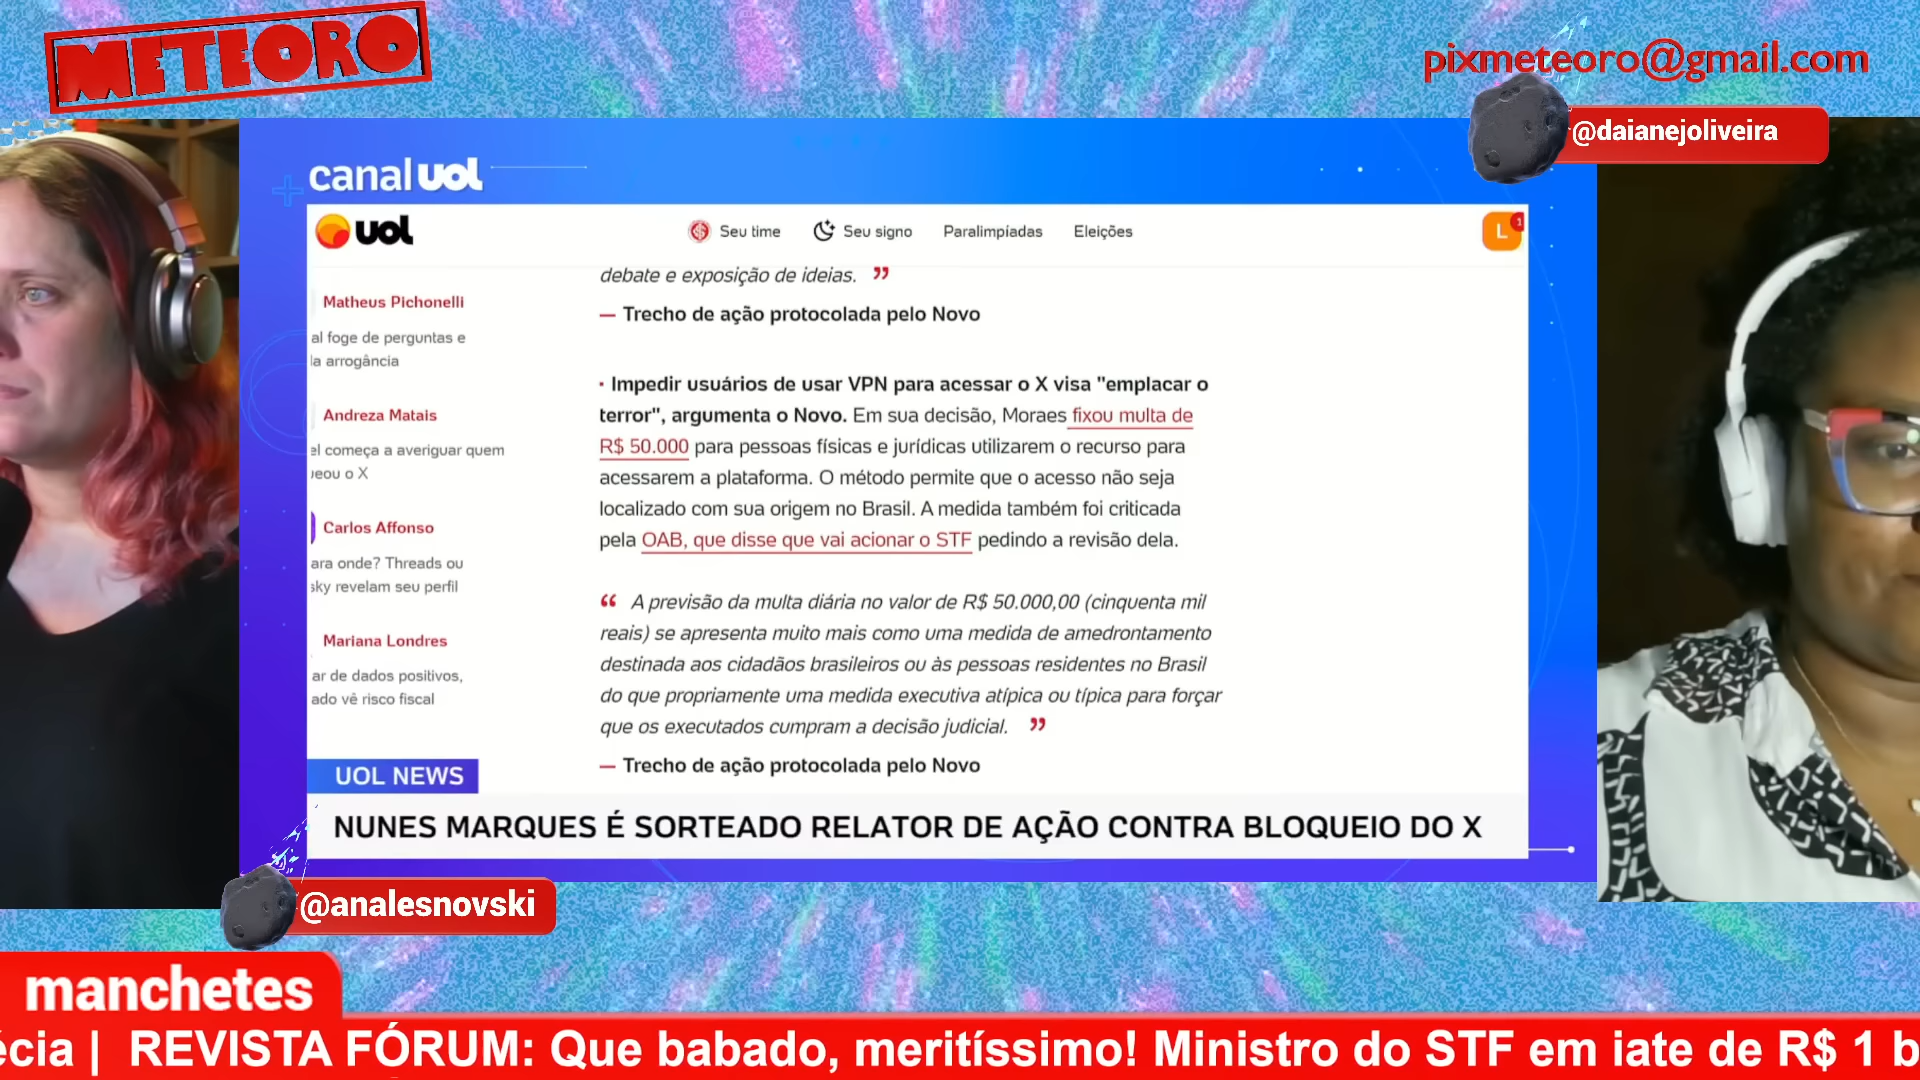 METEORO
pixmeteoro@gmail.com
@daianejoliveira
canal uol
uol
Seu time
Seu signo
Paralimpíadas
Eleições
L
1
Matheus Pichonelli
al foge de perguntas e
la arrogância
Andreza Matais
el começa a averiguar quem
ueou o X
Carlos Affonso
ara onde? Threads ou
sky revelam seu perfil
Mariana Londres
ar de dados positivos,
ado vê risco fiscal
debate e exposição de ideias. ”
— Trecho de ação protocolada pelo Novo
· Impedir usuários de usar VPN para acessar o X visa "emplacar o
terror", argumenta o Novo. Em sua decisão, Moraes fixou multa de
R$ 50.000 para pessoas físicas e jurídicas utilizarem o recurso para
acessarem a plataforma. O método permite que o acesso não seja
localizado com sua origem no Brasil. A medida também foi criticada
pela OAB, que disse que vai acionar o STF pedindo a revisão dela.
“ A previsão da multa diária no valor de R$ 50.000,00 (cinquenta mil
reais) se apresenta muito mais como uma medida de amedrontamento
destinada aos cidadãos brasileiros ou às pessoas residentes no Brasil
do que propriamente uma medida executiva atípica ou típica para forçar
que os executados cumpram a decisão judicial. ”
— Trecho de ação protocolada pelo Novo
UOL NEWS
NUNES MARQUES É SORTEADO RELATOR DE AÇÃO CONTRA BLOQUEIO DO X
@analesnovski
manchetes
écia | REVISTA FÓRUM: Que babado, meritíssimo! Ministro do STF em iate de R$ 1 b